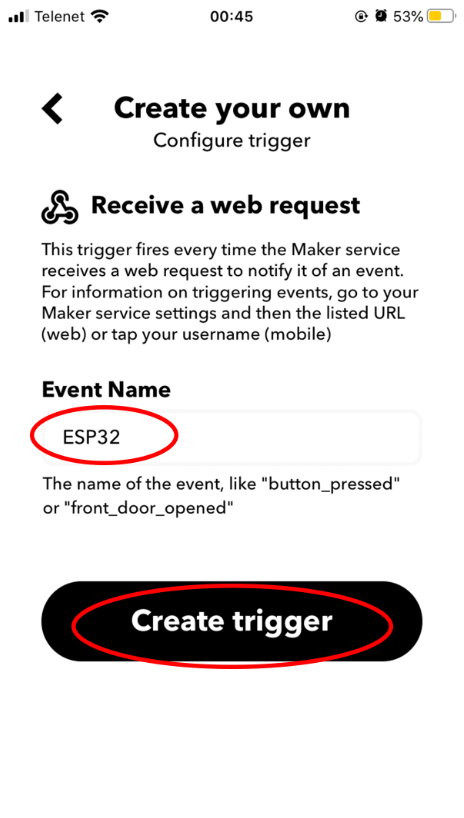 Telenet 00:45 53%
Create your own
Configure trigger
Receive a web request
This trigger fires every time the Maker service
receives a web request to notify it of an event.
For information on triggering events, go to your
Maker service settings and then the listed URL
(web) or tap your username (mobile)
Event Name
ESP32
The name of the event, like "button_pressed"
or "front_door_opened"
Create trigger